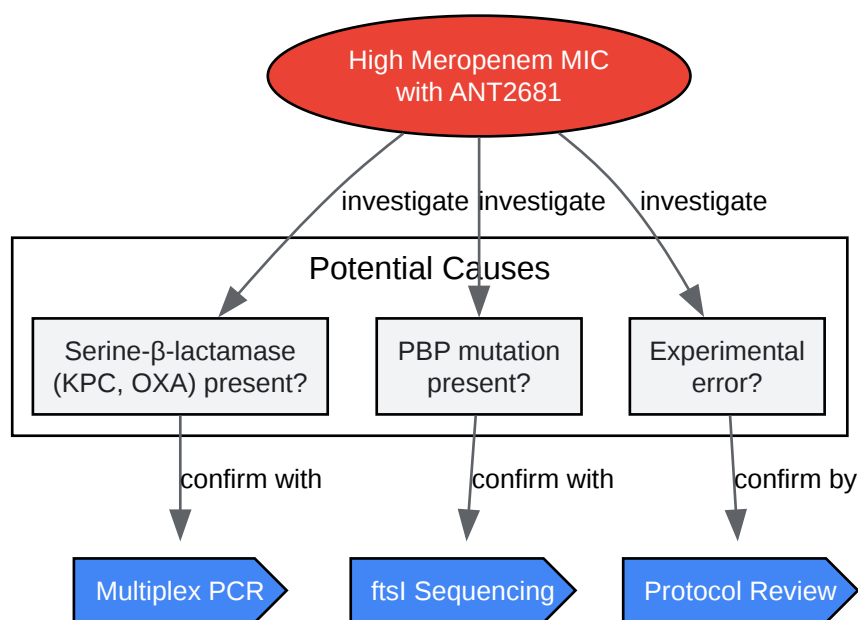 High Meropenem MIC
with ANT2681
investigate
investigate
investigate
Potential Causes
Serine-β-lactamase
(KPC, OXA) present?
PBP mutation
present?
Experimental
error?
confirm with
confirm with
confirm by
Multiplex PCR
ftsI Sequencing
Protocol Review